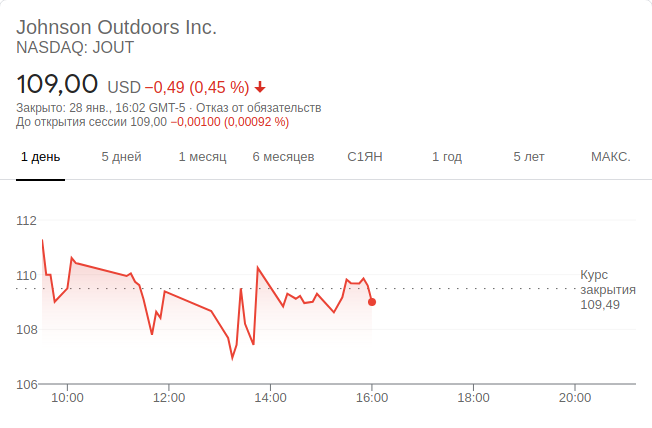 Johnson Outdoors Inc.
NASDAQ: JOUT
109,00 USD −0,49 (0,45 %)
Закрыто: 28 янв., 16:02 GMT-5 · Отказ от обязательств
До открытия сессии 109,00 −0,00100 (0,00092 %)
1 день 5 дней 1 месяц 6 месяцев С1ЯН 1 год 5 лет МАКС.
112
110
Курс
закрытия
109,49
108
106
10:00 12:00 14:00 16:00 18:00 20:00